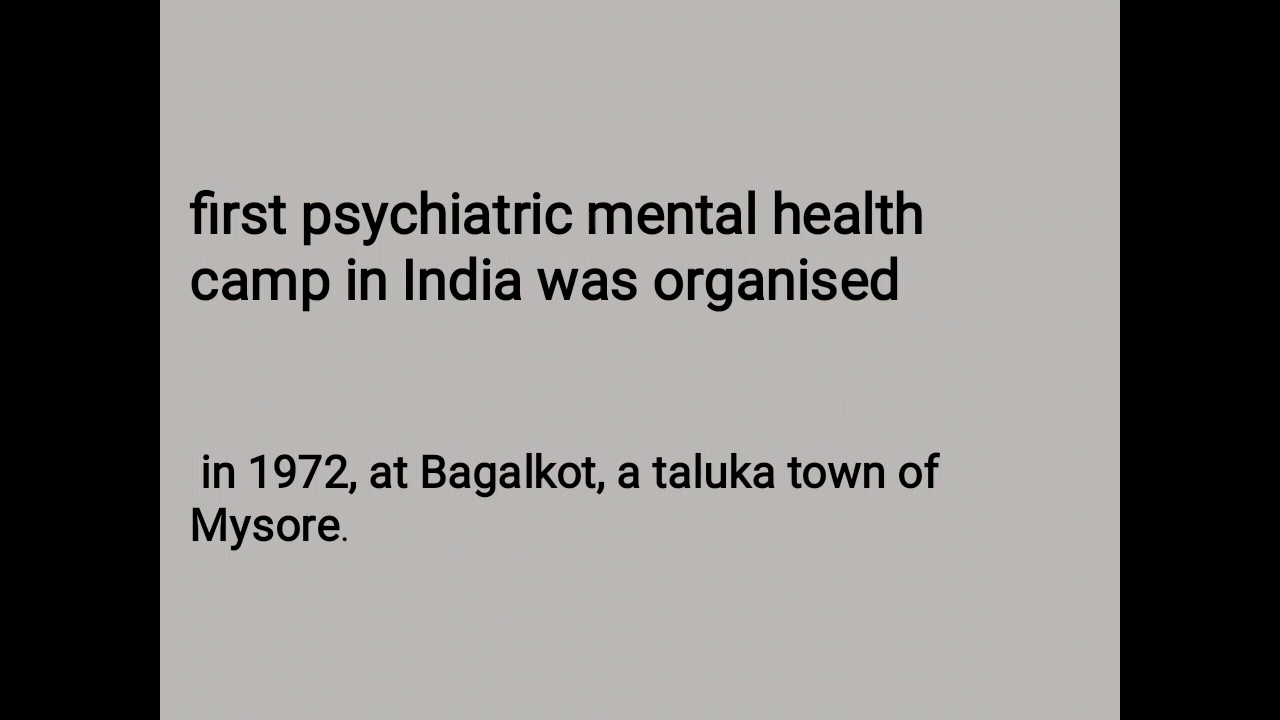 first psychiatric mental health
camp in India was organised
in 1972, at Bagalkot, a taluka town of
Mysore.